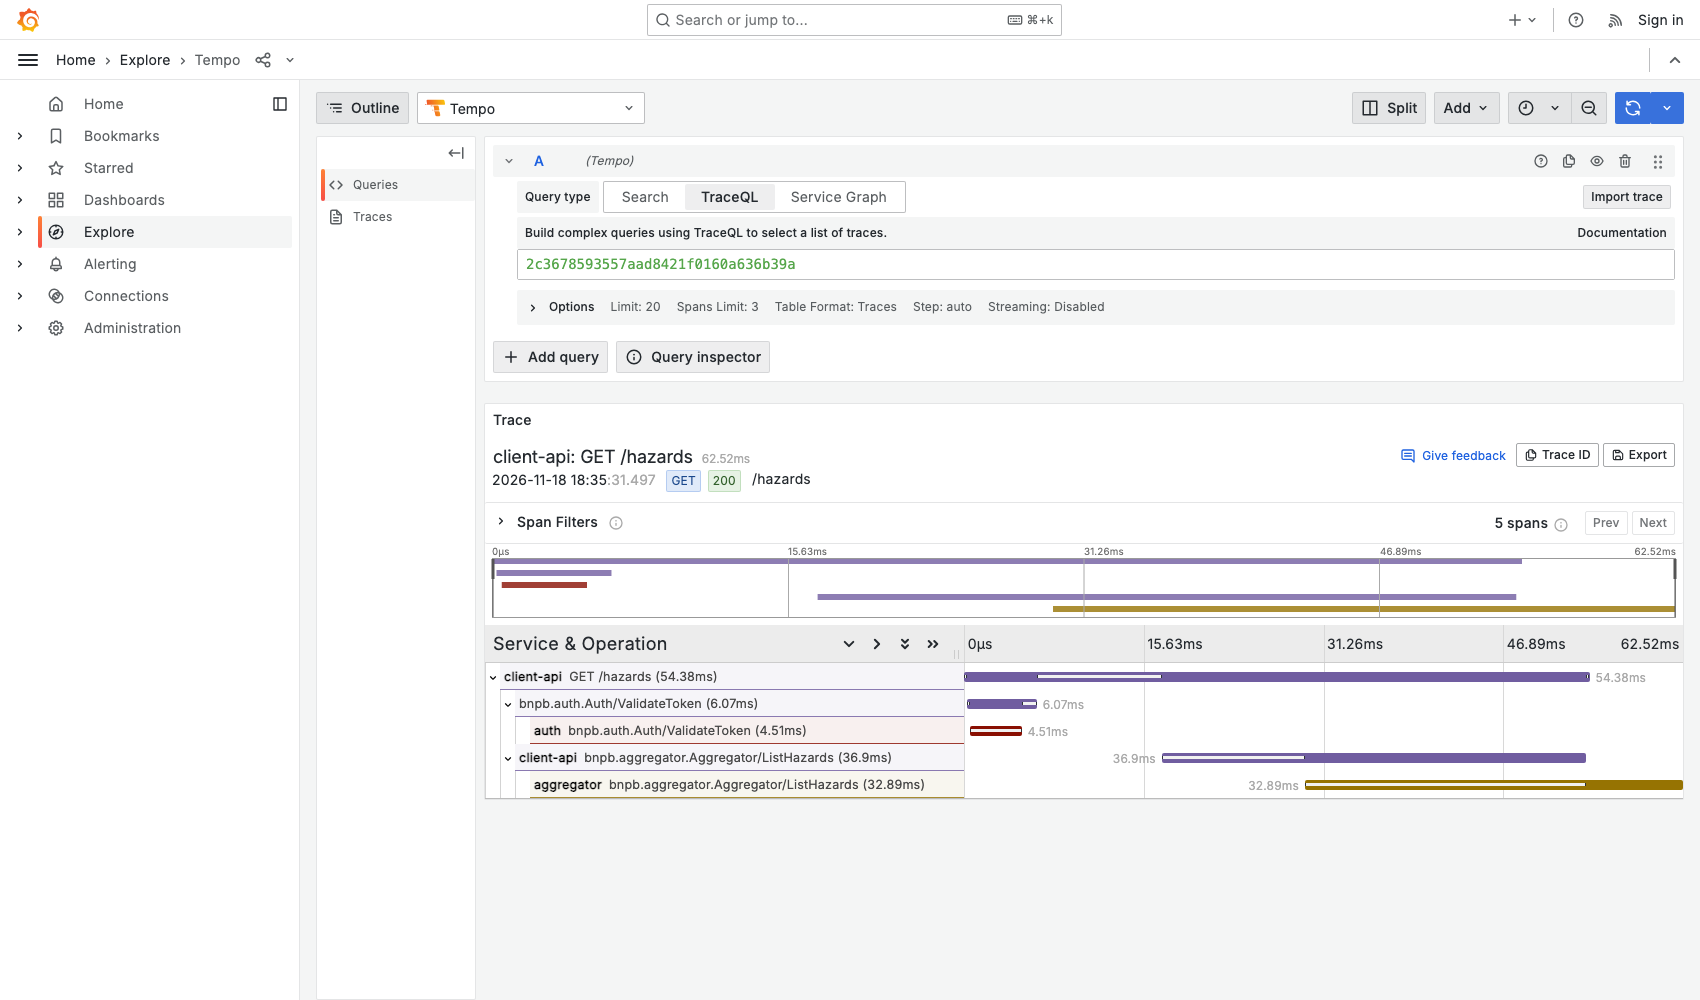 Search or jump to...
⌘+k
Sign in
Home › Explore › Tempo
Home
Bookmarks
Starred
Dashboards
Explore
Alerting
Connections
Administration
Outline
Tempo
Split
Add
Queries
Traces
A (Tempo)
Query type
Search
TraceQL
Service Graph
Import trace
Build complex queries using TraceQL to select a list of traces.
Documentation
2c3678593557aad8421f0160a636b39a
Options Limit: 20 Spans Limit: 3 Table Format: Traces Step: auto Streaming: Disabled
Add query
Query inspector
Trace
client-api: GET /hazards 62.52ms
Give feedback
Trace ID
Export
2026-11-18 18:35:31.497 GET 200 /hazards
Span Filters
5 spans
Prev
Next
0μs 15.63ms 31.26ms 46.89ms 62.52ms
Service & Operation
0μs 15.63ms 31.26ms 46.89ms 62.52ms
client-api GET /hazards (54.38ms)
54.38ms
bnpb.auth.Auth/ValidateToken (6.07ms)
6.07ms
auth bnpb.auth.Auth/ValidateToken (4.51ms)
4.51ms
client-api bnpb.aggregator.Aggregator/ListHazards (36.9ms)
36.9ms
aggregator bnpb.aggregator.Aggregator/ListHazards (32.89ms)
32.89ms